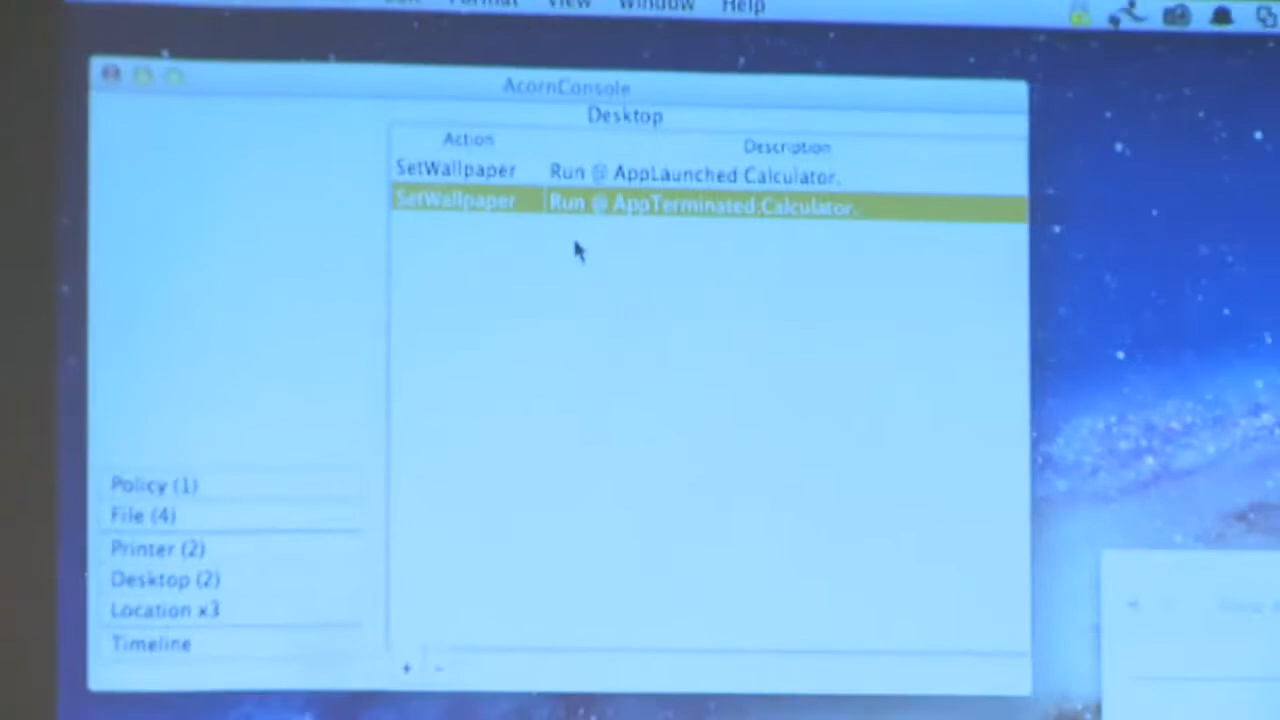 Format View Window Help
AcornConsole
Desktop
Action Description
SetWallpaper Run @ AppLaunched Calculator.
SetWallpaper Run @ AppTerminated Calculator.
Policy (1)
File (4)
Printer (2)
Desktop (2)
Location x3
Timeline
+ -